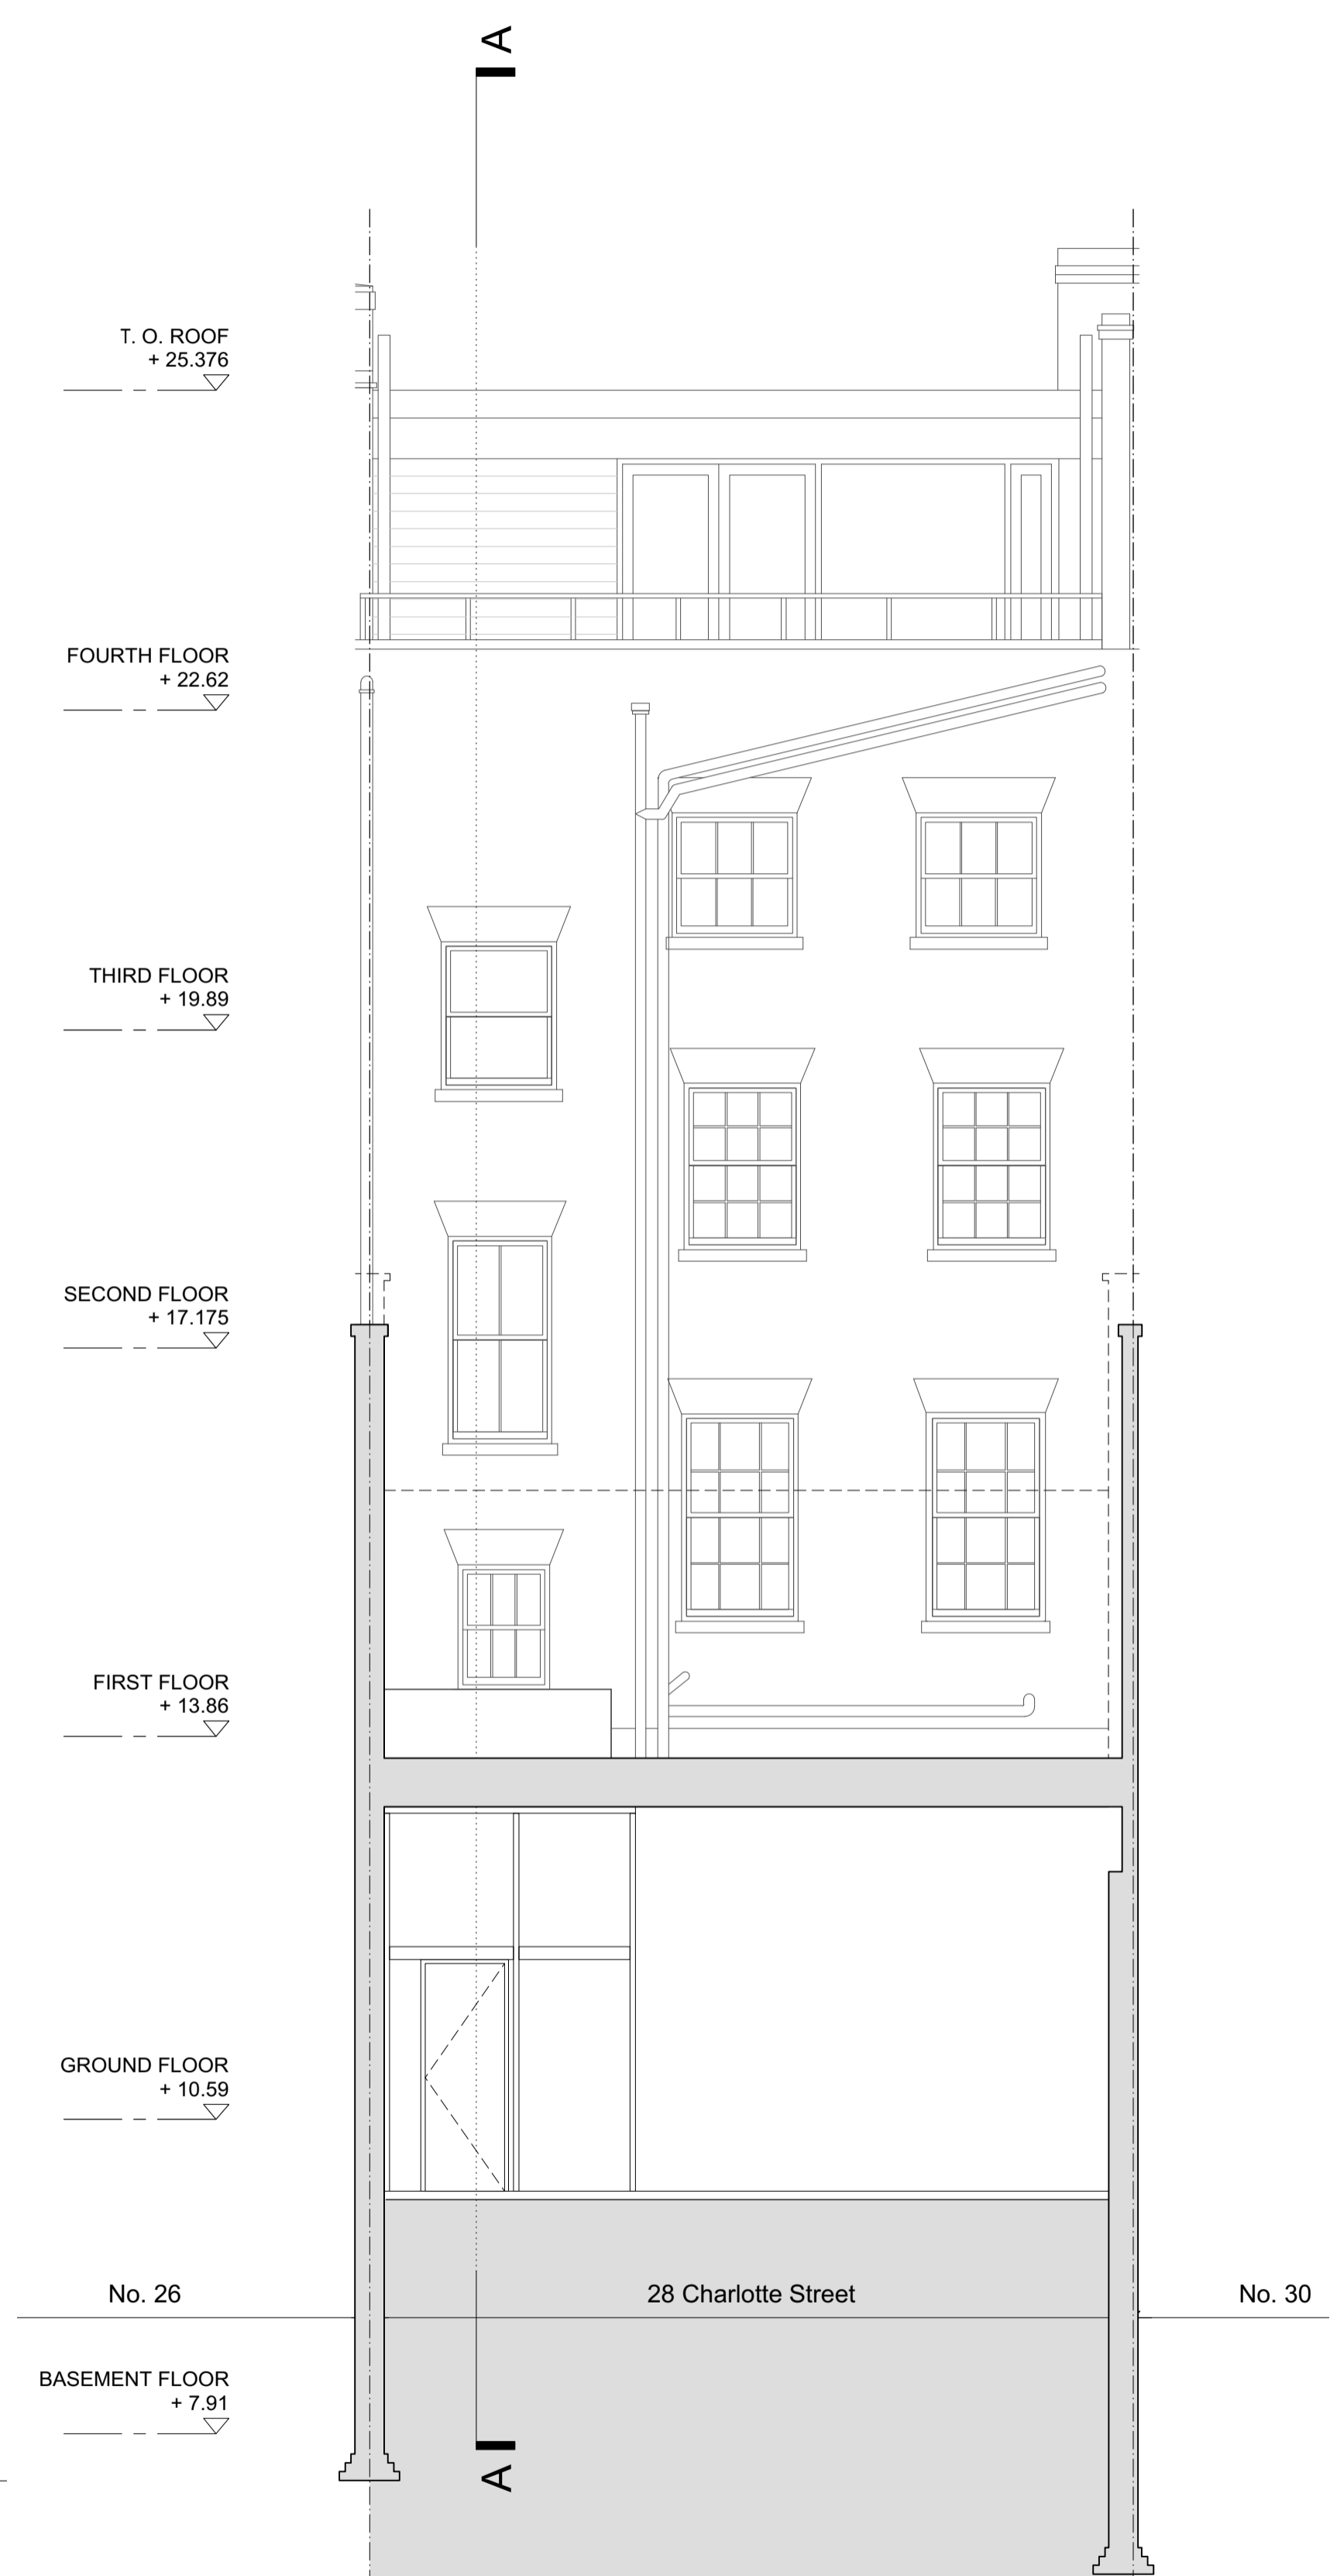 A
T. O. ROOF
+ 25.376
FOURTH FLOOR
+ 22.62
THIRD FLOOR
+ 19.89
SECOND FLOOR
+ 17.175
FIRST FLOOR
+ 13.86
GROUND FLOOR
+ 10.59
No. 26
28 Charlotte Street
No. 30
BASEMENT FLOOR
+ 7.91
A